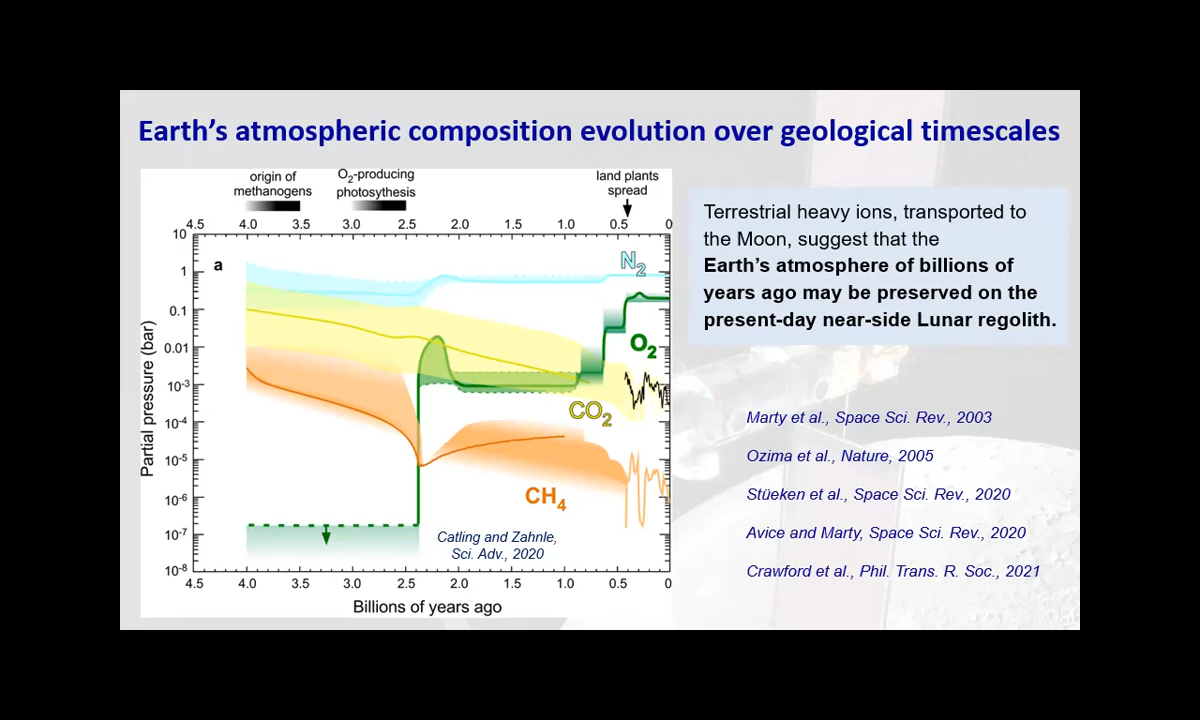 Earth’s atmospheric composition evolution over geological timescales
origin of
methanogens
O2-producing
photosythesis
land plants
spread
4.5 4.0 3.5 3.0 2.5 2.0 1.5 1.0 0.5 0
10
1
0.1
0.01
10-3
10-4
10-5
10-6
10-7
10-8
Partial pressure (bar)
a
N2
O2
CO2
CH4
Catling and Zahnle,
Sci. Adv., 2020
4.5 4.0 3.5 3.0 2.5 2.0 1.5 1.0 0.5 0
Billions of years ago
Terrestrial heavy ions, transported to
the Moon, suggest that the
Earth’s atmosphere of billions of
years ago may be preserved on the
present-day near-side Lunar regolith.
Marty et al., Space Sci. Rev., 2003
Ozima et al., Nature, 2005
Stüeken et al., Space Sci. Rev., 2020
Avice and Marty, Space Sci. Rev., 2020
Crawford et al., Phil. Trans. R. Soc., 2021